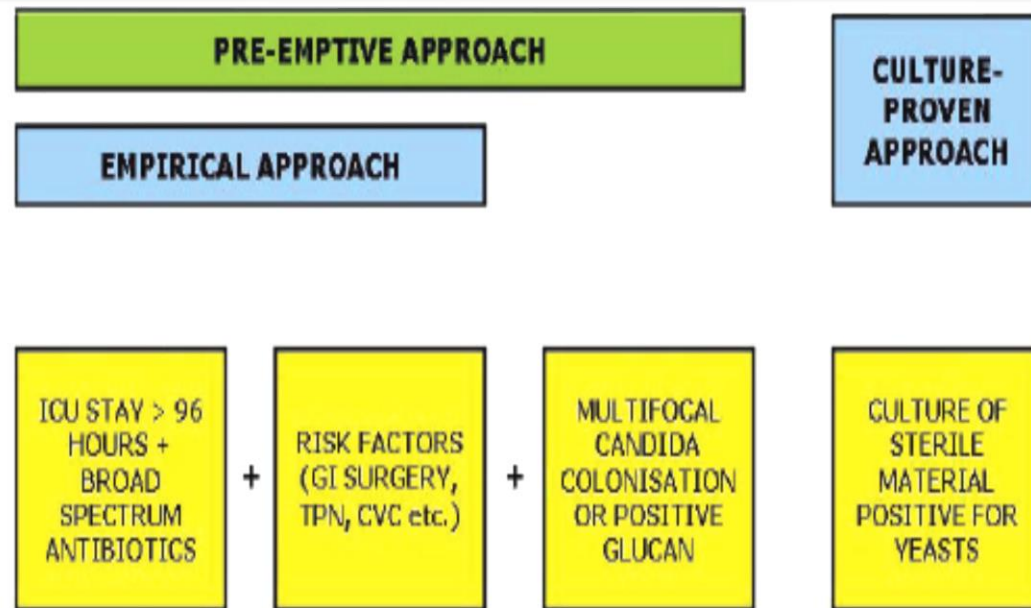 PRE-EMPTIVE APPROACH
CULTURE-
PROVEN
APPROACH
EMPIRICAL APPROACH
ICU STAY > 96
HOURS +
BROAD
SPECTRUM
ANTIBIOTICS
+
RISK FACTORS
(GI SURGERY,
TPN, CVC etc.)
+
MULTIFOCAL
CANDIDA
COLONISATION
OR POSITIVE
GLUCAN
CULTURE OF
STERILE
MATERIAL
POSITIVE FOR
YEASTS